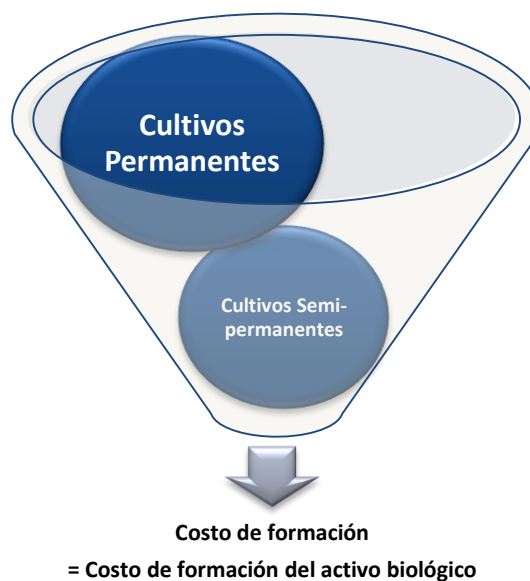 Cultivos
Permanentes
Cultivos Semi-
permanentes
Costo de formación
= Costo de formación del activo biológico